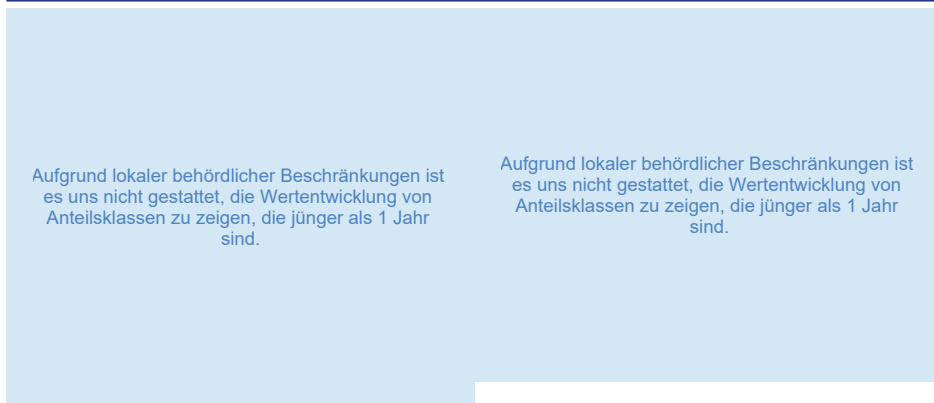 Aufgrund lokaler behördlicher Beschränkungen ist
es uns nicht gestattet, die Wertentwicklung von
Anteilsklassen zu zeigen, die jünger als 1 Jahr
sind.
Aufgrund lokaler behördlicher Beschränkungen ist
es uns nicht gestattet, die Wertentwicklung von
Anteilsklassen zu zeigen, die jünger als 1 Jahr
sind.